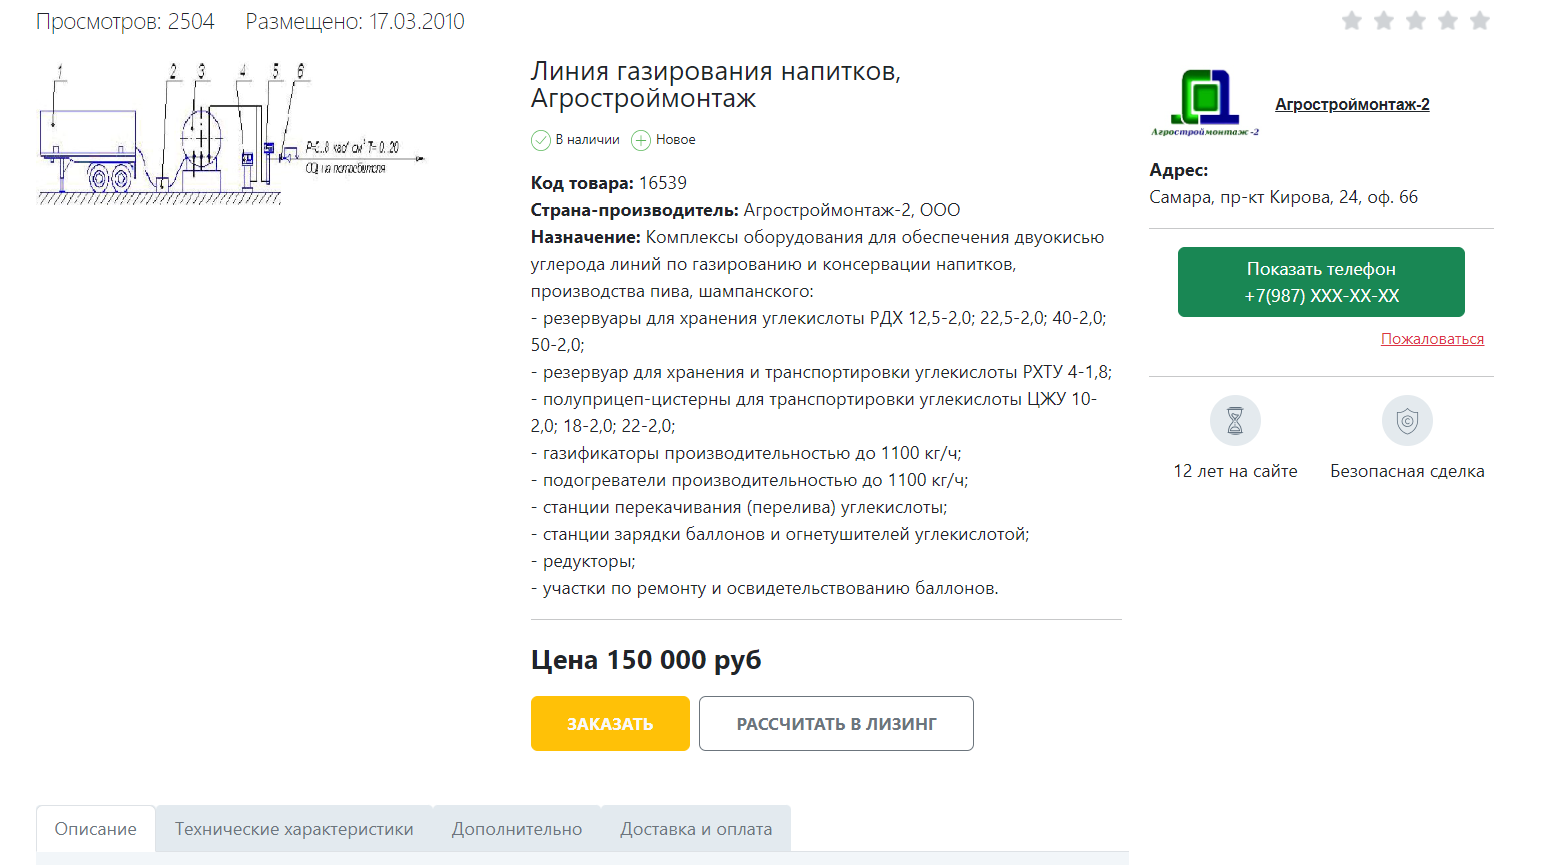 Просмотров: 2504 Размещено: 17.03.2010
1 2 3 4 5 6
CO₂ на потребителя
Линия газирования напитков,
Агростроймонтаж
В наличии Новое
Код товара: 16539
Страна-производитель: Агростроймонтаж-2, ООО
Назначение: Комплексы оборудования для обеспечения двуокисью
углерода линий по газированию и консервации напитков,
производства пива, шампанского:
- резервуары для хранения углекислоты РДХ 12,5-2,0; 22,5-2,0; 40-2,0;
50-2,0;
- резервуар для хранения и транспортировки углекислоты РХТУ 4-1,8;
- полуприцеп-цистерны для транспортировки углекислоты ЦЖУ 10-
2,0; 18-2,0; 22-2,0;
- газификаторы производительностью до 1100 кг/ч;
- подогреватели производительностью до 1100 кг/ч;
- станции перекачивания (перелива) углекислоты;
- станции зарядки баллонов и огнетушителей углекислотой;
- редукторы;
- участки по ремонту и освидетельствованию баллонов.
Цена 150 000 руб
ЗАКАЗАТЬ РАССЧИТАТЬ В ЛИЗИНГ
Агростроймонтаж -2
Агростроймонтаж-2
Адрес:
Самара, пр-кт Кирова, 24, оф. 66
Показать телефон
+7(987) XXX-XX-XX
Пожаловаться
12 лет на сайте Безопасная сделка
Описание Технические характеристики Дополнительно Доставка и оплата